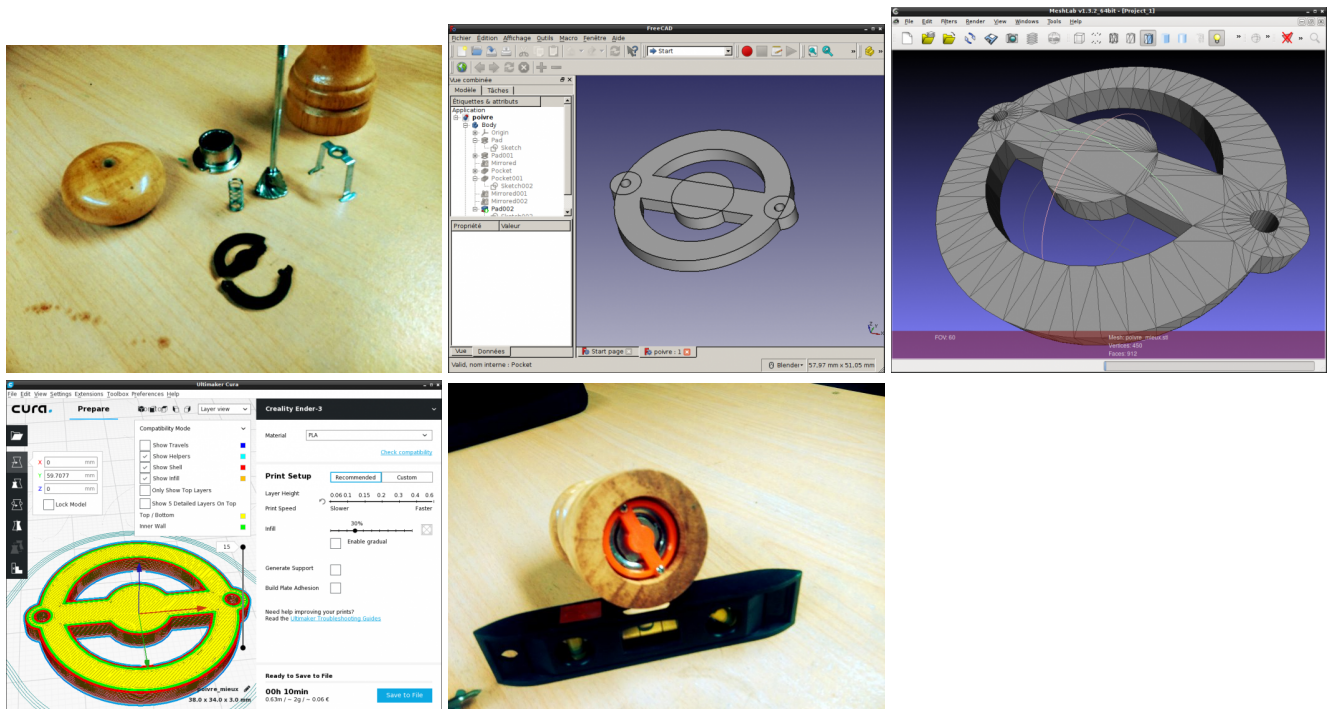 FreeCAD
Fichier Edition Affichage Outils Macro Fenêtre Aide
Start
Vue combinée
Modèle Tâches
Étiquettes & attributs
Application
poivre
Body
Origin
Pad
Sketch
Pad001
Mirrored
Pocket
Pocket001
Sketch002
Mirrored001
Mirrored002
Pad002
Propriété Valeur
Vue Données
Start page
poivre : 1
Valid, nom interne : Pocket
Blender
57,97 mm x 51,05 mm
MeshLab v1.3.2_64bit - [Project_1]
File Edit Filters Render View Windows Tools Help
FOV: 60
Mesh: poivre_mieux.stl
Vertices: 450
Faces: 912
Ultimaker Cura
File Edit View Settings Extensions Toolbox Preferences Help
cura.
Prepare
Layer view
Compatibility Mode
Show Travels
Show Helpers
Show Shell
Show Infill
Only Show Top Layers
Show 5 Detailed Layers On Top
Top / Bottom
Inner Wall
X 0 mm
Y 59.7077 mm
Z 0 mm
Lock Model
15
poivre_mieux
38.0 x 34.0 x 3.0 mm
Creality Ender-3
Material PLA
Check compatibility
Print Setup Recommended Custom
Layer Height 0.06 0.1 0.15 0.2 0.3 0.4 0.6
Print Speed Slower Faster
Infill 30%
Enable gradual
Generate Support
Build Plate Adhesion
Need help improving your prints?
Read the Ultimaker Troubleshooting Guides
Ready to Save to File
00h 10min
0.63m / ~ 2g / ~ 0.06 €
Save to File